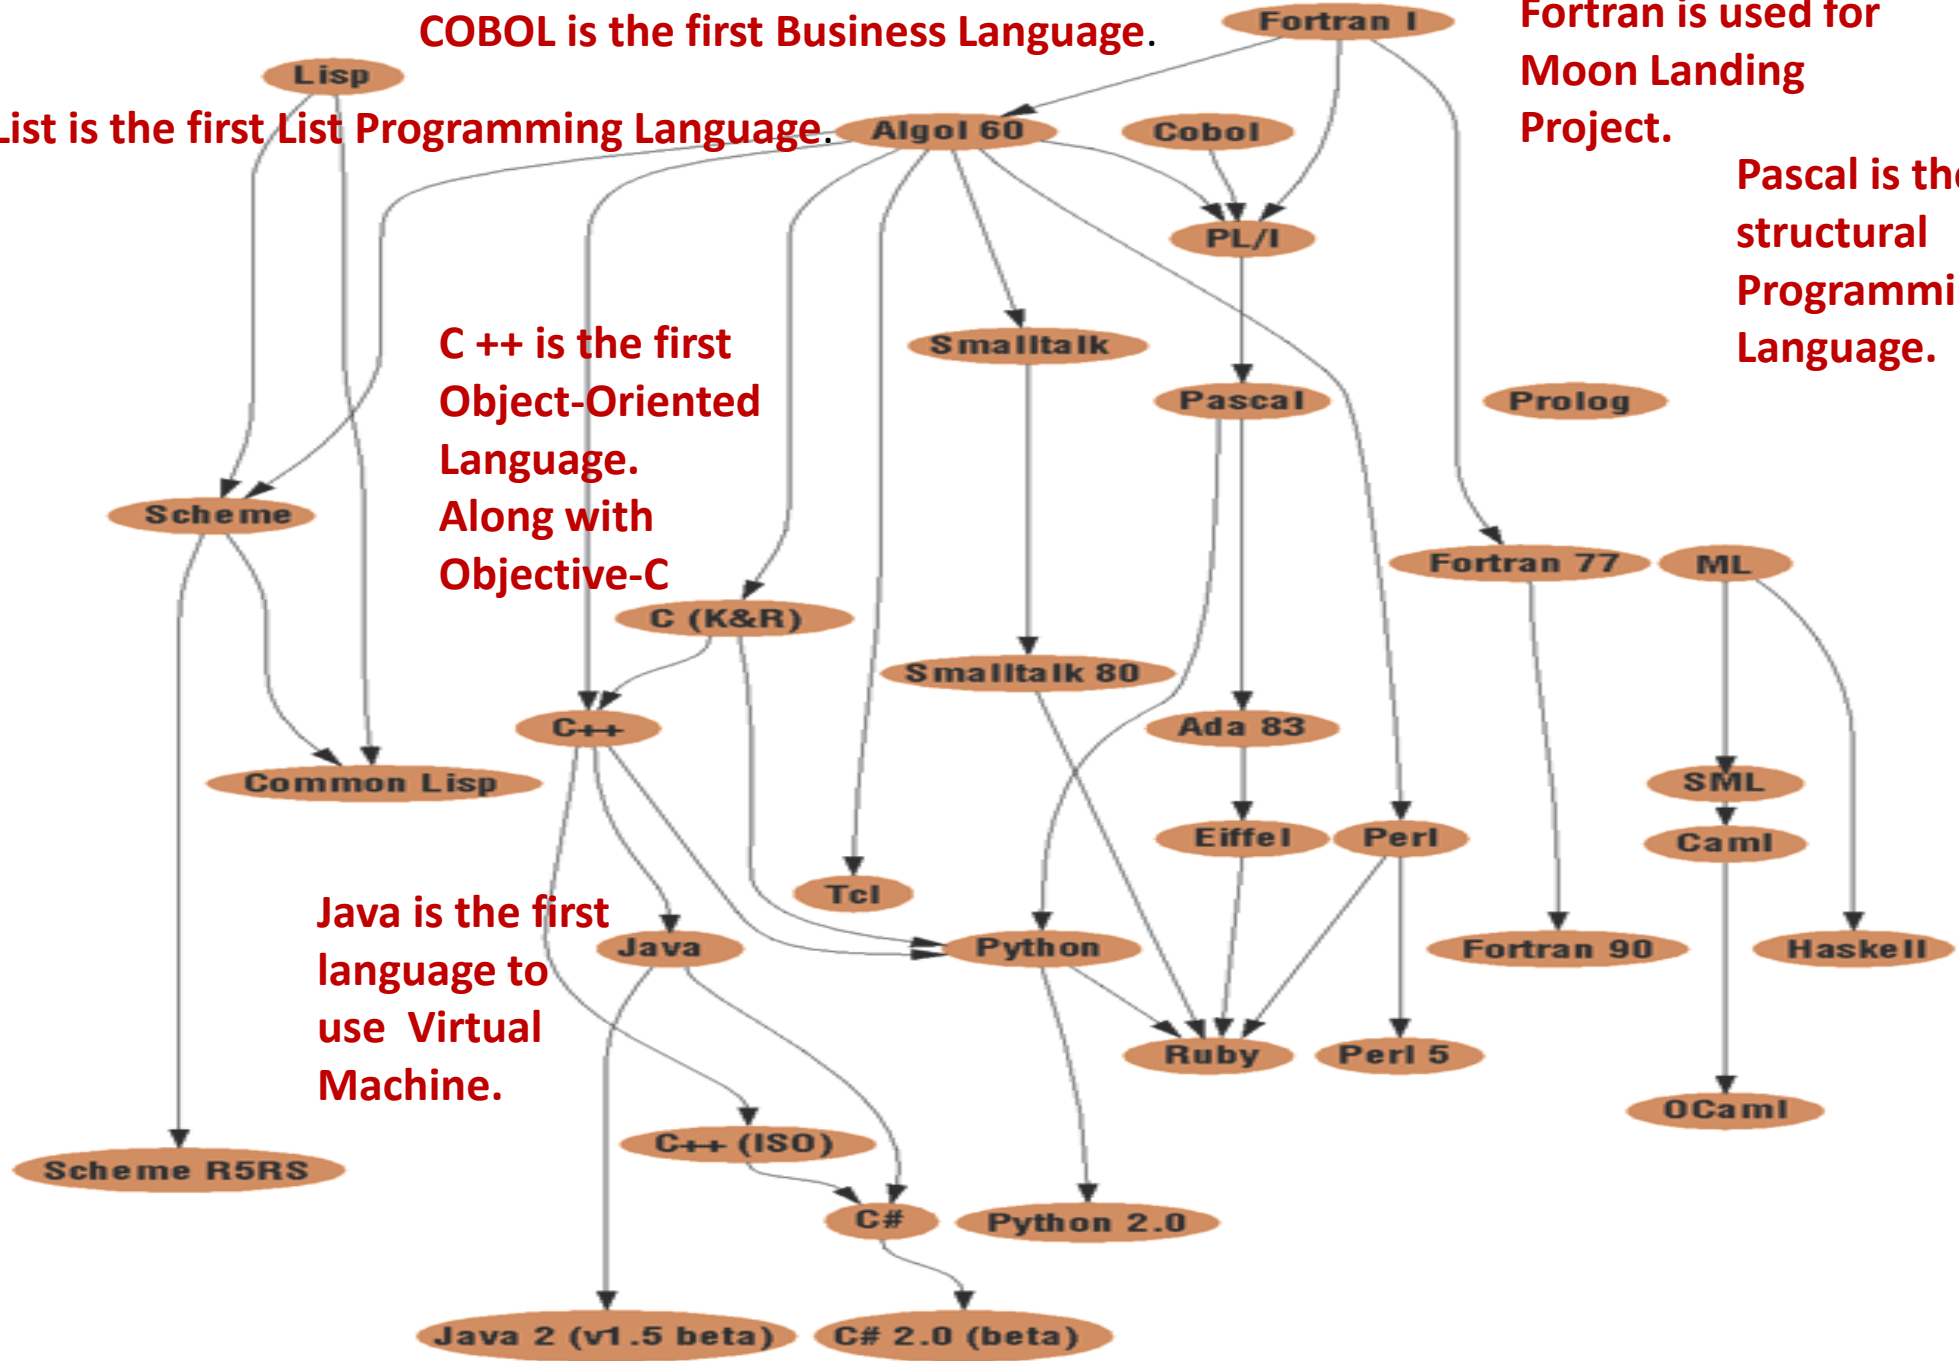 COBOL is the first Business Language.
Fortran I
Fortran is used for
Moon Landing
Project.
Lisp
List is the first List Programming Language.
Algol 60
Cobol
Pascal is the
structural
Programmi
Language.
PL/I
C ++ is the first
Object-Oriented
Language.
Along with
Objective-C
Smalltalk
Pascal
Prolog
Scheme
Fortran 77
ML
C (K&R)
Smalltalk 80
C++
Ada 83
Common Lisp
SML
Eiffel
Perl
Caml
Tcl
Java is the first
language to
use Virtual
Machine.
Java
Python
Fortran 90
Haskell
Ruby
Perl 5
OCaml
C++ (ISO)
Scheme R5RS
C#
Python 2.0
Java 2 (v1.5 beta)
C# 2.0 (beta)